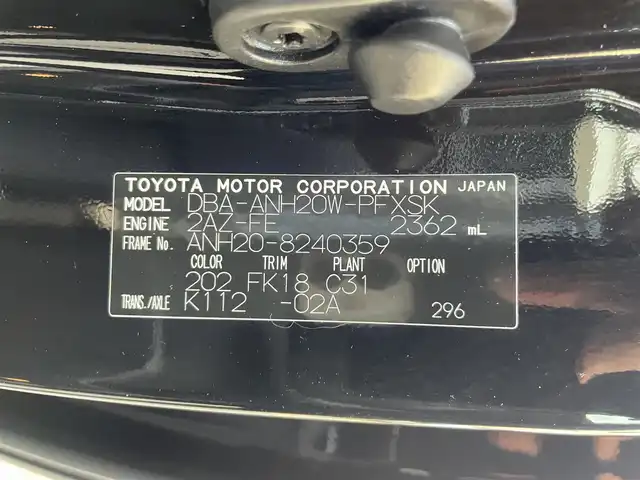 TOYOTA MOTOR CORPORATION JAPAN
MODEL DBA-ANH20W-PFXSK
ENGINE 2AZ-FE 2362 mL
FRAME No. ANH20-8240359
COLOR TRIM PLANT OPTION
202 FK18 C31
TRANS./AXLE K112 -02A 296